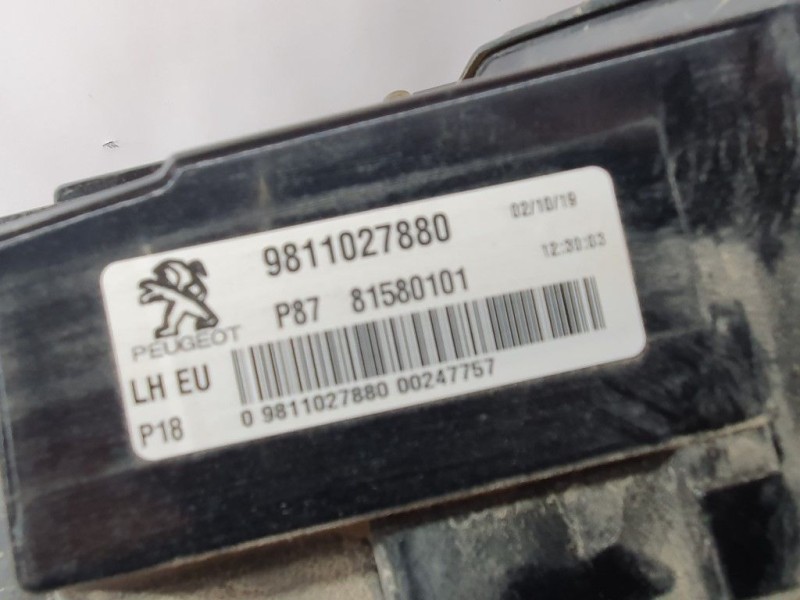 9811027880
02/10/19
12:30:03
P87 81580101
PEUGEOT
LH EU
P18
0 9811027880 00247757